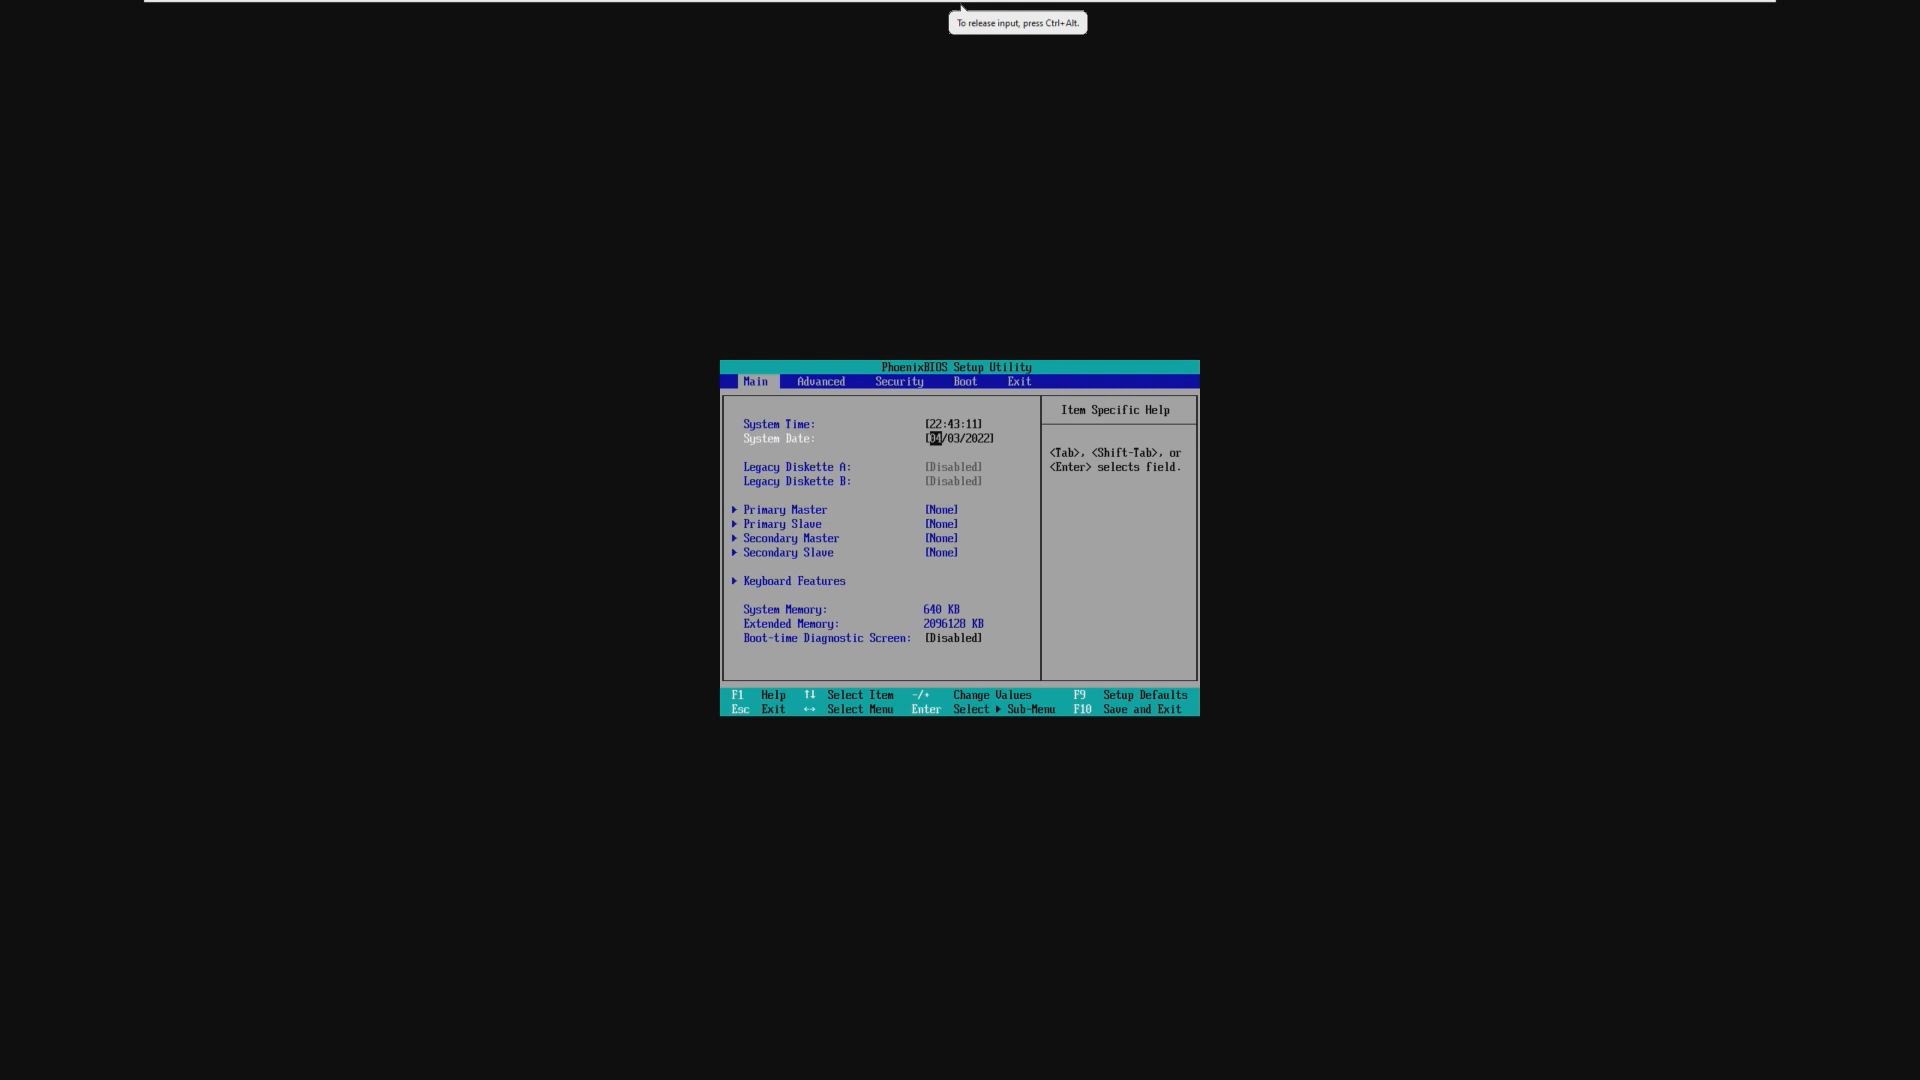 To release input, press Ctrl+Alt.
PhoenixBIOS Setup Utility
Main Advanced Security Boot Exit
System Time: [22:43:11]
System Date: [04/03/2022]
Legacy Diskette A: [Disabled]
Legacy Diskette B: [Disabled]
Primary Master [None]
Primary Slave [None]
Secondary Master [None]
Secondary Slave [None]
Keyboard Features
System Memory: 640 KB
Extended Memory: 2096128 KB
Boot-time Diagnostic Screen: [Disabled]
Item Specific Help
<Tab>, <Shift-Tab>, or
<Enter> selects field.
F1 Help ↑↓ Select Item -/+ Change Values F9 Setup Defaults
Esc Exit ↔ Select Menu Enter Select ▶ Sub-Menu F10 Save and Exit